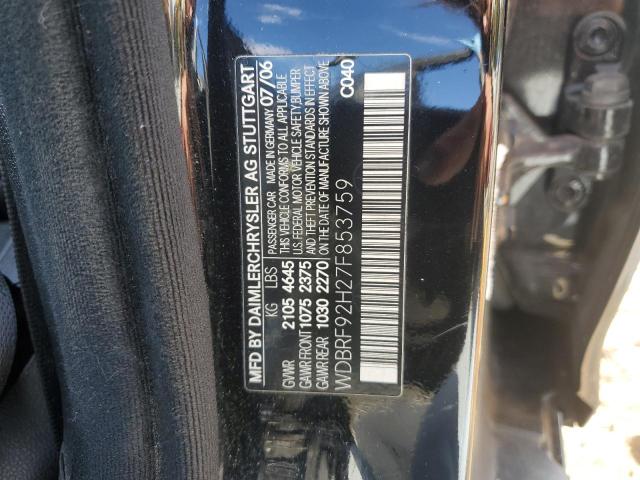 MFD BY DAIMLERCHRYSLER AG STUTTGART
PASSENGER CAR MADE IN GERMANY 07/06
KG LBS THIS VEHICLE CONFORMS TO ALL APPLICABLE
GVWR 2105 4645 U.S. FEDERAL MOTOR VEHICLE SAFETY, BUMPER
GAWR FRONT 1075 2375 AND THEFT PREVENTION STANDARDS IN EFFECT
GAWR REAR 1030 2270 ON THE DATE OF MANUFACTURE SHOWN ABOVE
WDBRF92H27F853759 C040